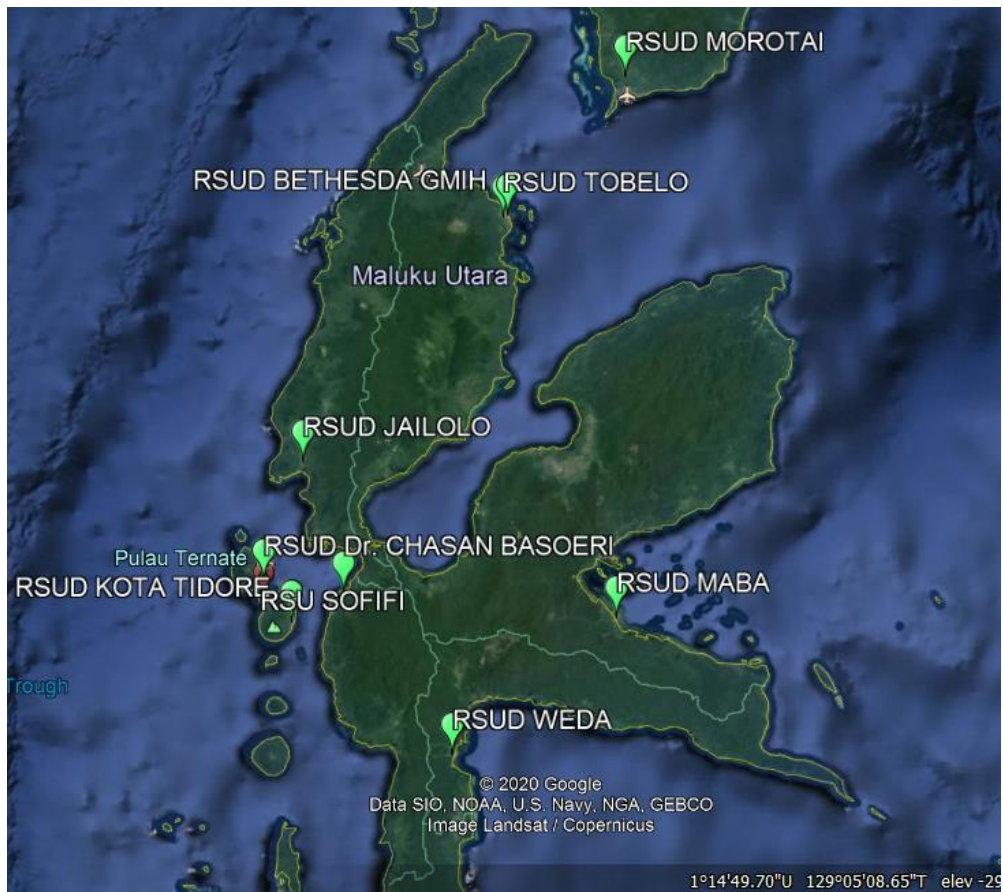 RSUD MOROTAI
RSUD BETHESDA GMIH
RSUD TOBELO
Maluku Utara
RSUD JAILOLO
RSUD Dr. CHASAN BASOERI
Pulau Ternate
RSUD KOTA TIDORE
RSU SOFIFI
RSUD MABA
Trough
RSUD WEDA
© 2020 Google
Data SIO, NOAA, U.S. Navy, NGA, GEBCO
Image Landsat / Copernicus
1°14'49.70"U 129°05'08.65"T elev -29